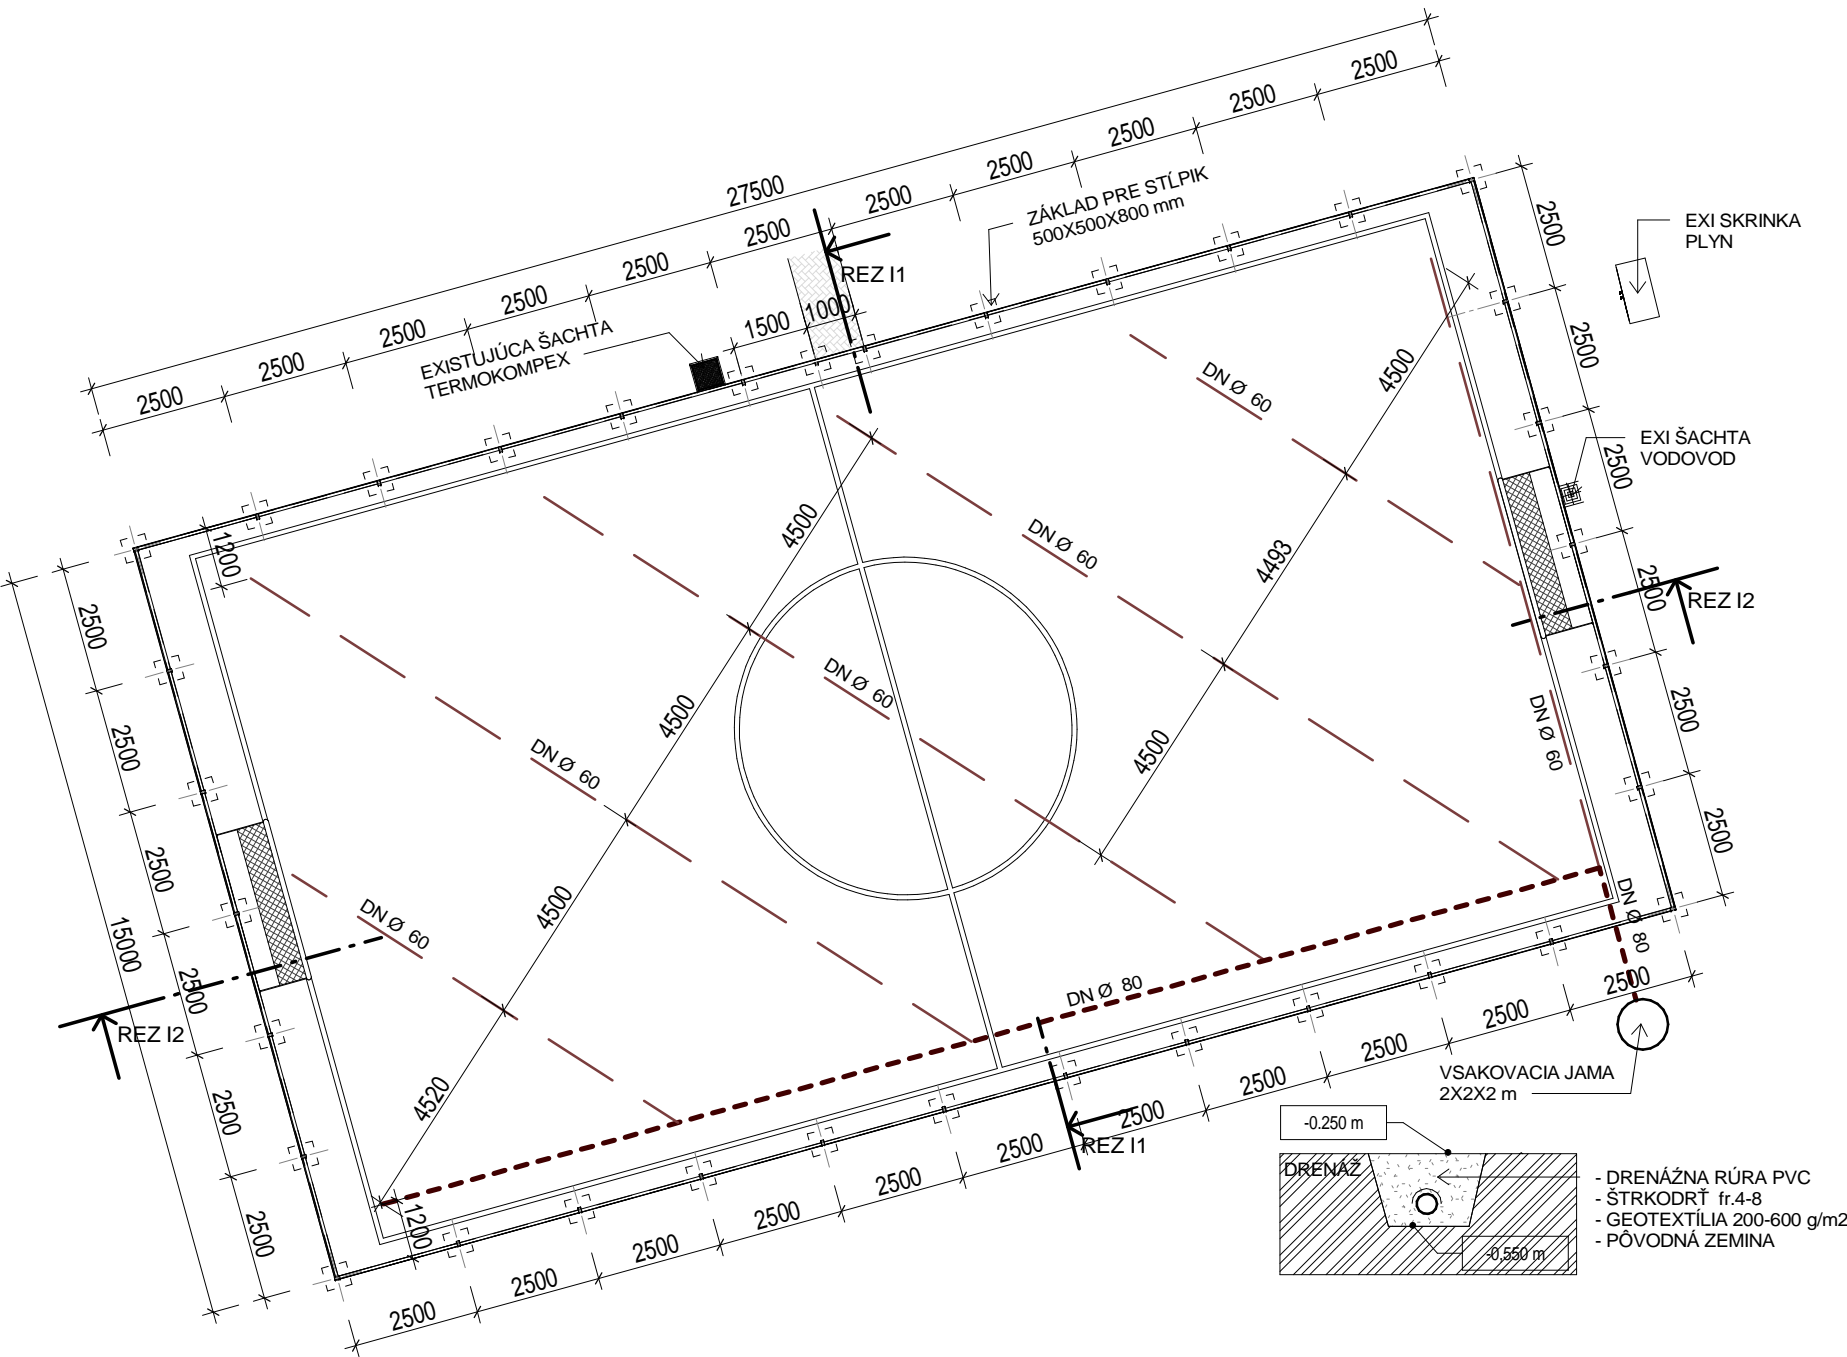 27500
2500
2500
2500
2500
2500
2500
2500
2500
2500
2500
2500
1500
1000
REZ I1
ZÁKLAD PRE STĹPIK
500X500X800 mm
EXISTUJÚCA ŠACHTA
TERMOKOMPEX
EXI SKRINKA
PLYN
EXI ŠACHTA
VODOVOD
2500
2500
2500
2500
2500
2500
REZ I2
1200
4500
4500
4500
4520
4500
4493
4500
DN Ø 60
DN Ø 60
DN Ø 60
DN Ø 60
DN Ø 60
DN Ø 60
DN Ø 80
DN Ø 80
15000
2500
2500
2500
2500
2500
2500
REZ I2
1200
2500
2500
2500
2500
2500
2500
2500
2500
2500
2500
2500
REZ I1
VSAKOVACIA JAMA
2X2X2 m
-0.250 m
DRENÁŽ
-0,550 m
- DRENÁŽNA RÚRA PVC
- ŠTRKODRŤ fr.4-8
- GEOTEXTÍLIA 200-600 g/m2
- PÔVODNÁ ZEMINA